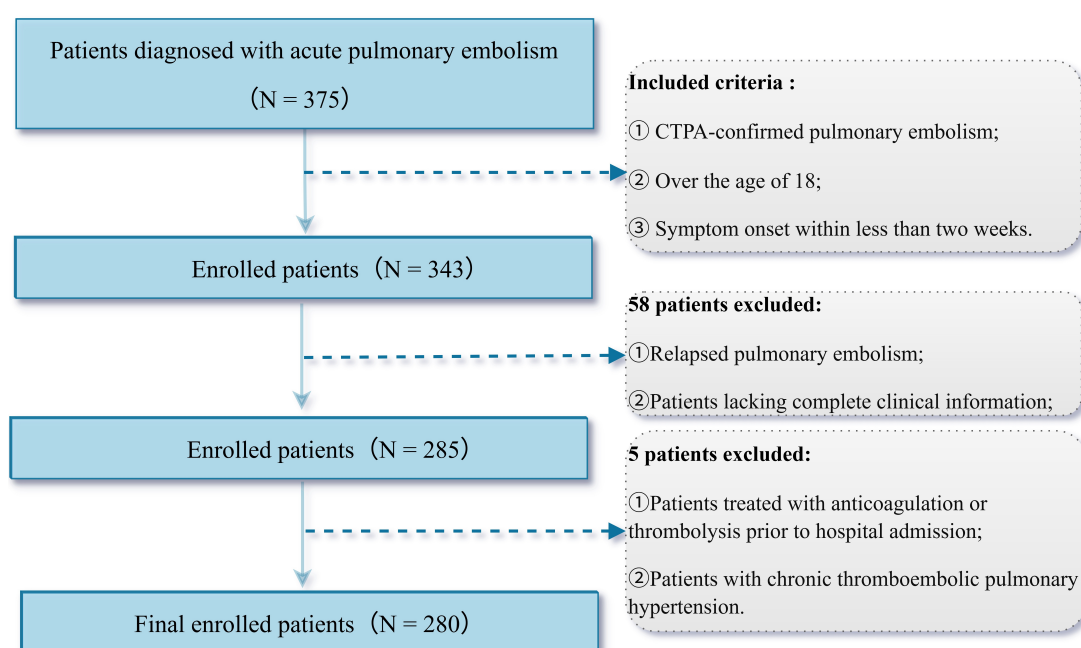 Patients diagnosed with acute pulmonary embolism
(N = 375)
Included criteria :
① CTPA-confirmed pulmonary embolism;
② Over the age of 18;
③ Symptom onset within less than two weeks.
Enrolled patients（N = 343）
58 patients excluded:
①Relapsed pulmonary embolism;
②Patients lacking complete clinical information;
Enrolled patients（N = 285）
5 patients excluded:
①Patients treated with anticoagulation or
thrombolysis prior to hospital admission;
②Patients with chronic thromboembolic pulmonary
hypertension.
Final enrolled patients（N = 280）